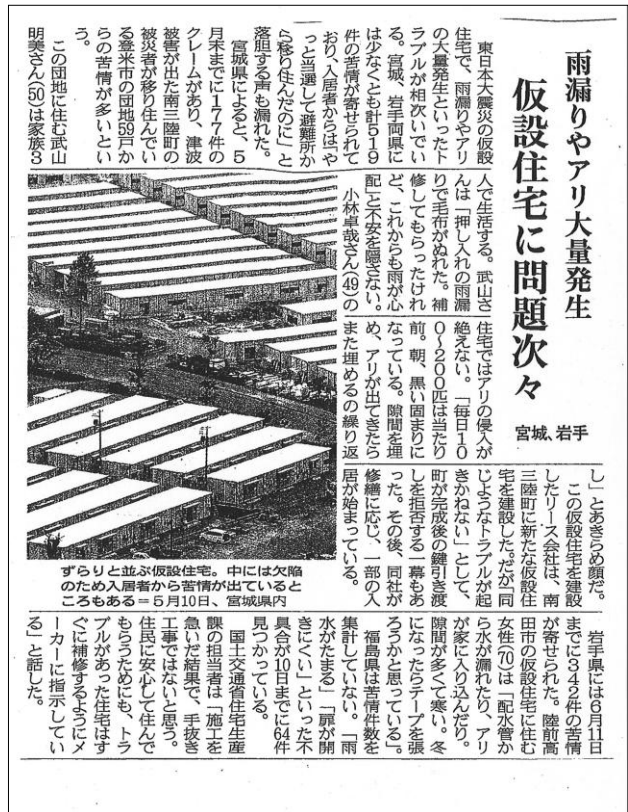 雨漏りやアリ大量発生
仮設住宅に問題次々
宮城、岩手
東日本大震災の仮設
住宅で、雨漏りやアリ
の大量発生といったト
ラブルが相次いでい
る。宮城、岩手両県に
は少なくとも計519
件の苦情が寄せられて
おり、入居者からは「や
っと当選して避難所か
ら移り住んだのに」と
落胆する声も漏れた。
宮城県によると、5
月末までに177件の
クレームがあり、津波
被害が出た南三陸町の
被災者が移り住んでい
る登米市の団地59戸か
らの苦情が多いとい
う。
この団地に住む武山
明美さん(50)は家族3
人で生活する。武山さ
んは「押し入れの雨漏
りで毛布がぬれた。補
修してもらったけれ
ど、これからも雨が心
配」と不安を隠さない。
小林卓哉さん(49)の
住宅ではアリの侵入が
絶えない。「毎日10
0〜200匹は当たり
前。朝、黒い固まりに
なっている。隙間を埋
め、アリが出てきたら
また埋めるの繰り返
し」とあきらめ顔だ。
この仮設住宅を建設
したリース会社は、南
三陸町に新たな仮設住
宅を建設した。だが「同
じようなトラブルが起
きかねない」として、
町が完成後の鍵引き渡
しを拒否する一幕もあ
った。その後、同社が
修繕に応じ、一部の入
居が始まっている。
岩手県には6月11日
までに342件の苦情
が寄せられた。陸前高
田市の仮設住宅に住む
女性(70)は「配水管か
ら水が漏れたり、アリ
が家に入り込んだり。
隙間が多くて寒い。冬
になったらテープを張
ろうかと思っている」。
福島県は苦情件数を
集計していない。「雨
水がたまる」「扉が開
きにくい」といった不
具合が10日までに64件
見つかっている。
国土交通省住宅生産
課の担当者は「施工を
急いだ結果で、手抜き
工事ではないと思う。
住民に安心して住んで
もらうためにも、トラ
ブルがあった住宅はす
ぐに補修するようにメ
ーカーに指示してい
る」と話した。
ずらりと並ぶ仮設住宅。中には欠陥
のため入居者から苦情が出ていると
ころもある＝5月10日、宮城県内